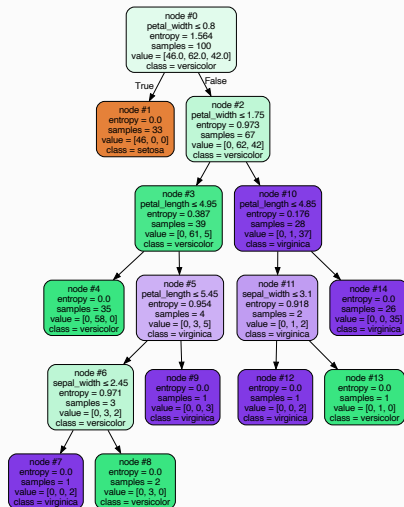 node #0
petal_width ≤ 0.8
entropy = 1.564
samples = 100
value = [46.0, 62.0, 42.0]
class = versicolor
True
False
node #1
entropy = 0.0
samples = 33
value = [46, 0, 0]
class = setosa
node #2
petal_width ≤ 1.75
entropy = 0.973
samples = 67
value = [0, 62, 42]
class = versicolor
node #3
petal_length ≤ 4.95
entropy = 0.387
samples = 39
value = [0, 61, 5]
class = versicolor
node #10
petal_length ≤ 4.85
entropy = 0.176
samples = 28
value = [0, 1, 37]
class = virginica
node #4
entropy = 0.0
samples = 35
value = [0, 58, 0]
class = versicolor
node #5
petal_length ≤ 5.45
entropy = 0.954
samples = 4
value = [0, 3, 5]
class = virginica
node #11
sepal_width ≤ 3.1
entropy = 0.918
samples = 2
value = [0, 1, 2]
class = virginica
node #14
entropy = 0.0
samples = 26
value = [0, 0, 35]
class = virginica
node #6
sepal_width ≤ 2.45
entropy = 0.971
samples = 3
value = [0, 3, 2]
class = versicolor
node #9
entropy = 0.0
samples = 1
value = [0, 0, 3]
class = virginica
node #12
entropy = 0.0
samples = 1
value = [0, 0, 2]
class = virginica
node #13
entropy = 0.0
samples = 1
value = [0, 1, 0]
class = versicolor
node #7
entropy = 0.0
samples = 1
value = [0, 0, 2]
class = virginica
node #8
entropy = 0.0
samples = 2
value = [0, 3, 0]
class = versicolor